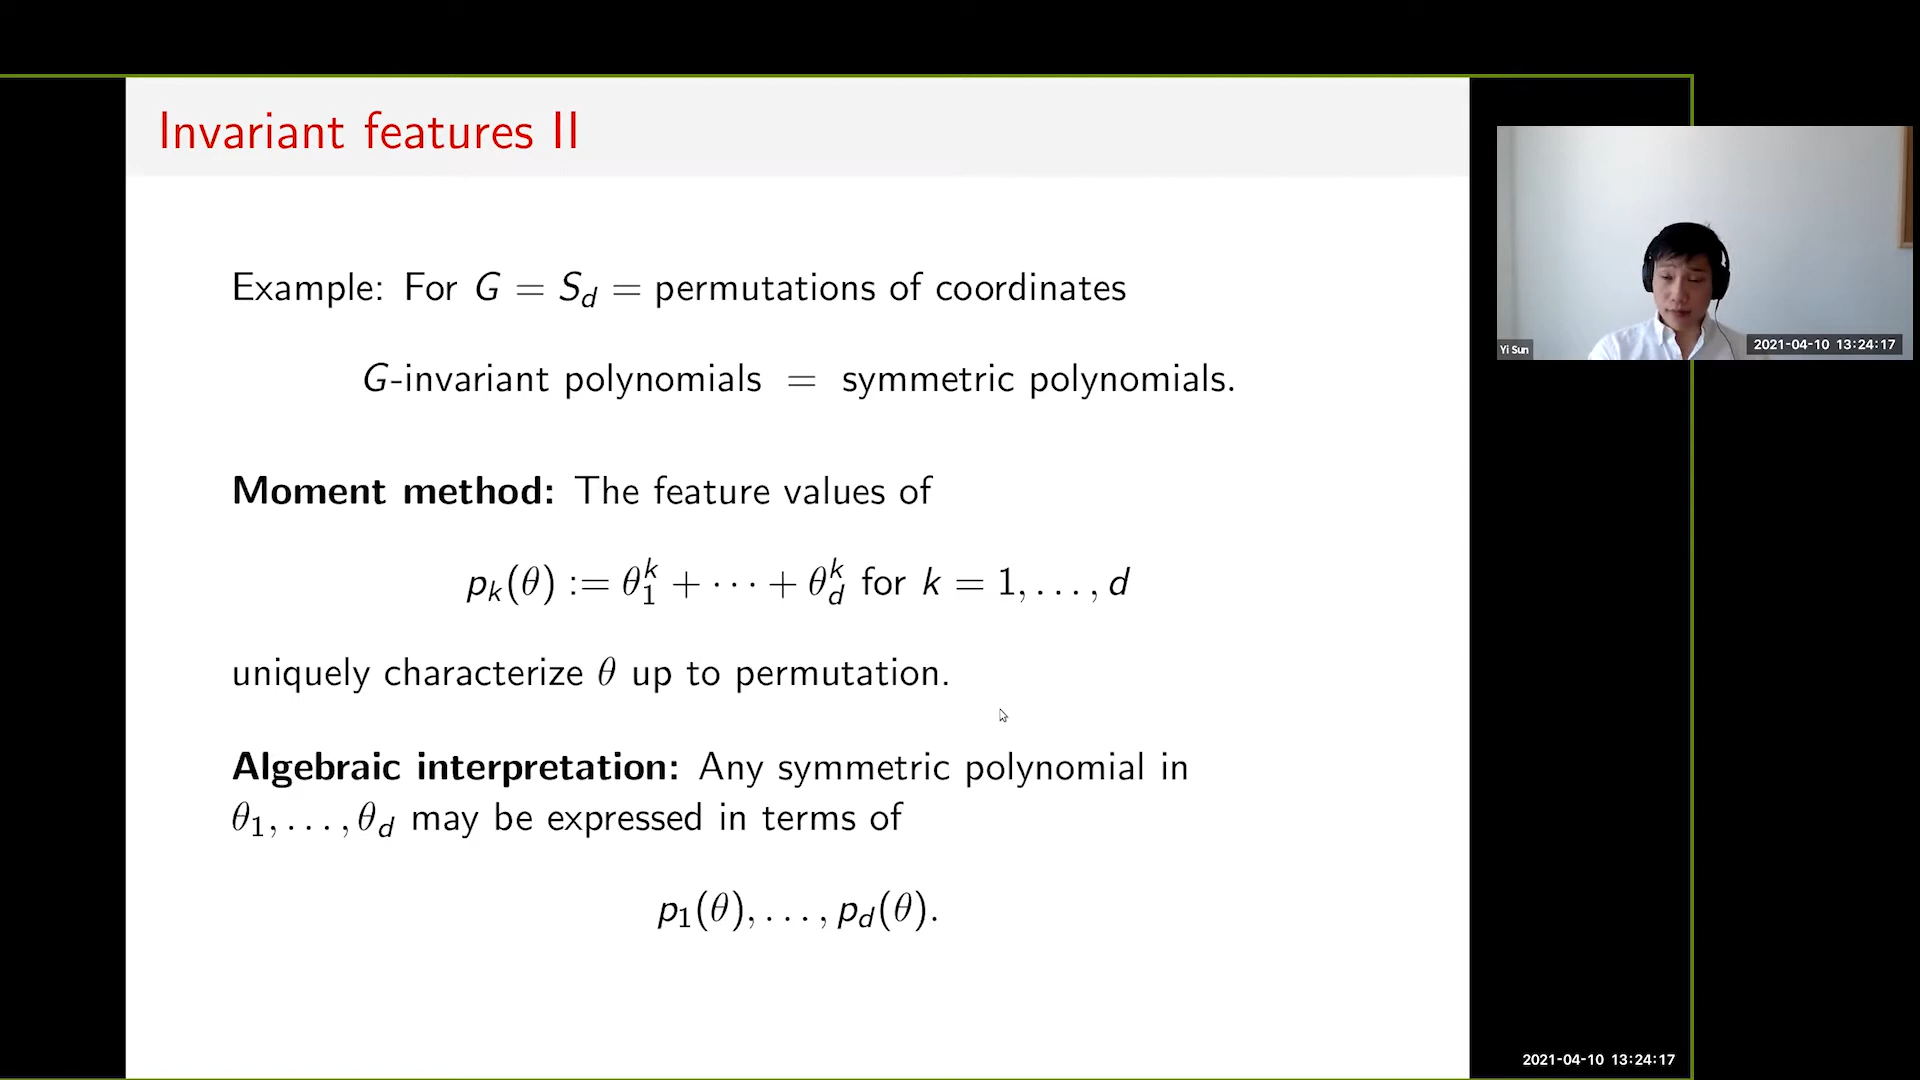 Invariant features II
Example: For G = S_d = permutations of coordinates
G-invariant polynomials = symmetric polynomials.
Moment method: The feature values of
p_k(θ) := θ_1^k + ··· + θ_d^k for k = 1, . . . , d
uniquely characterize θ up to permutation.
Algebraic interpretation: Any symmetric polynomial in
θ_1, . . . , θ_d may be expressed in terms of
p_1(θ), . . . , p_d(θ).
Yi Sun
2021-04-10 13:24:17
2021-04-10 13:24:17